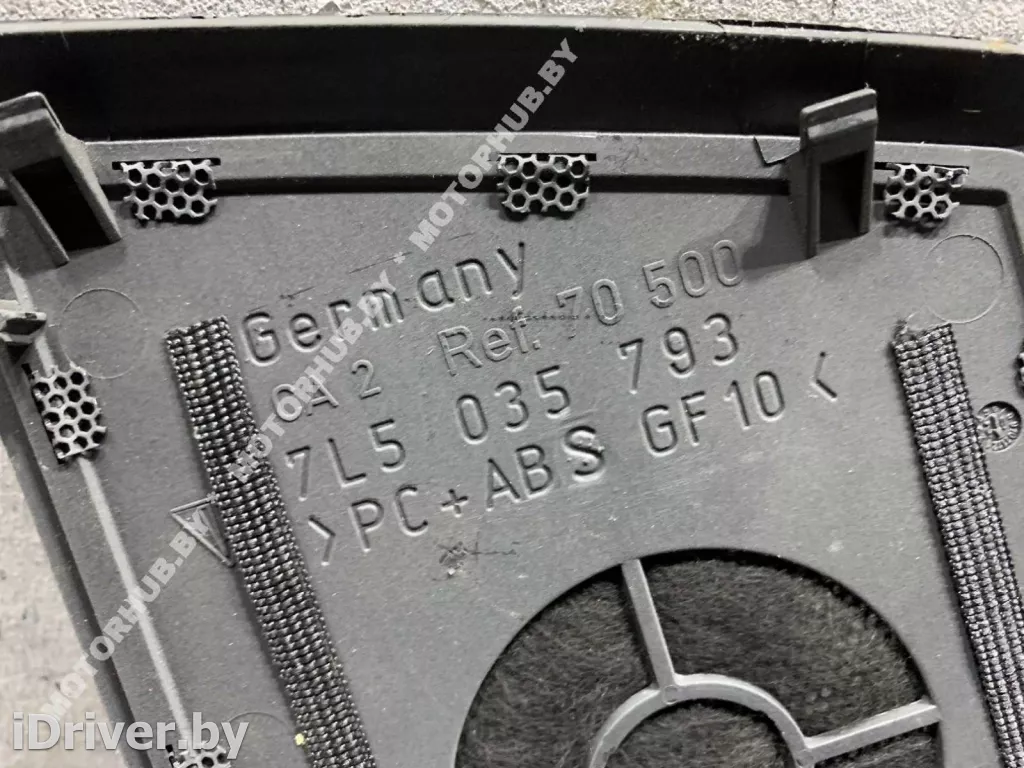 Germany
OA 2 Ref. 70 500
7L5 035 793
>PC+ABS GF10<
MOTORHUB.BY * MOTORHUB.BY * MOTORHUB.BY
iDriver.by